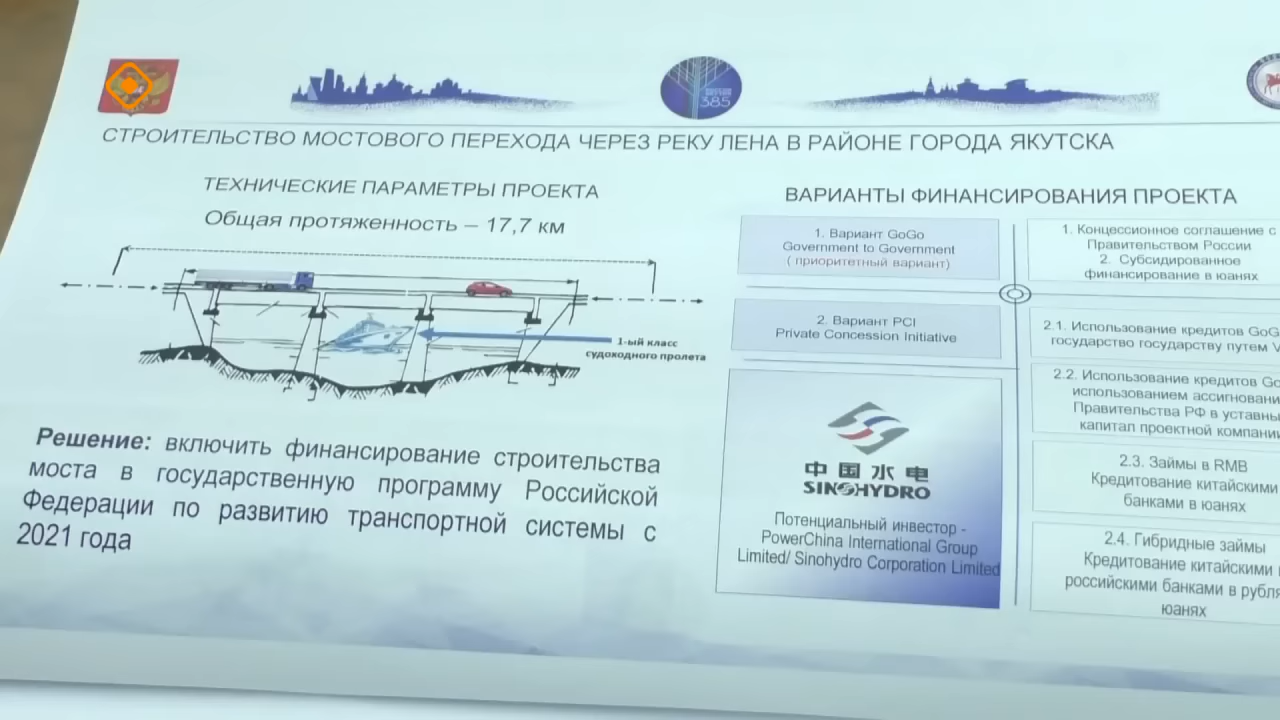 385
СТРОИТЕЛЬСТВО МОСТОВОГО ПЕРЕХОДА ЧЕРЕЗ РЕКУ ЛЕНА В РАЙОНЕ ГОРОДА ЯКУТСКА
ТЕХНИЧЕСКИЕ ПАРАМЕТРЫ ПРОЕКТА
Общая протяженность – 17,7 км
1-ый класс
судоходного пролета
Решение: включить финансирование строительства
моста в государственную программу Российской
Федерации по развитию транспортной системы с
2021 года
ВАРИАНТЫ ФИНАНСИРОВАНИЯ ПРОЕКТА
1. Вариант GoGo
Government to Government
( приоритетный вариант)
2. Вариант PCI
Private Concession Initiative
中国水电
SINOHYDRO
Потенциальный инвестор -
PowerChina International Group
Limited/ Sinohydro Corporation Limited
1. Концессионное соглашение с
Правительством России
2. Субсидированное
финансирование в юанях
2.1. Использование кредитов GoG
государство государству путем V
2.2. Использование кредитов Go
использованием ассигновани
Правительства РФ в уставны
капитал проектной компани
2.3. Займы в RMB
Кредитование китайскими
банками в юанях
2.4. Гибридные займы
Кредитование китайскими
российскими банками в рубля
юанях